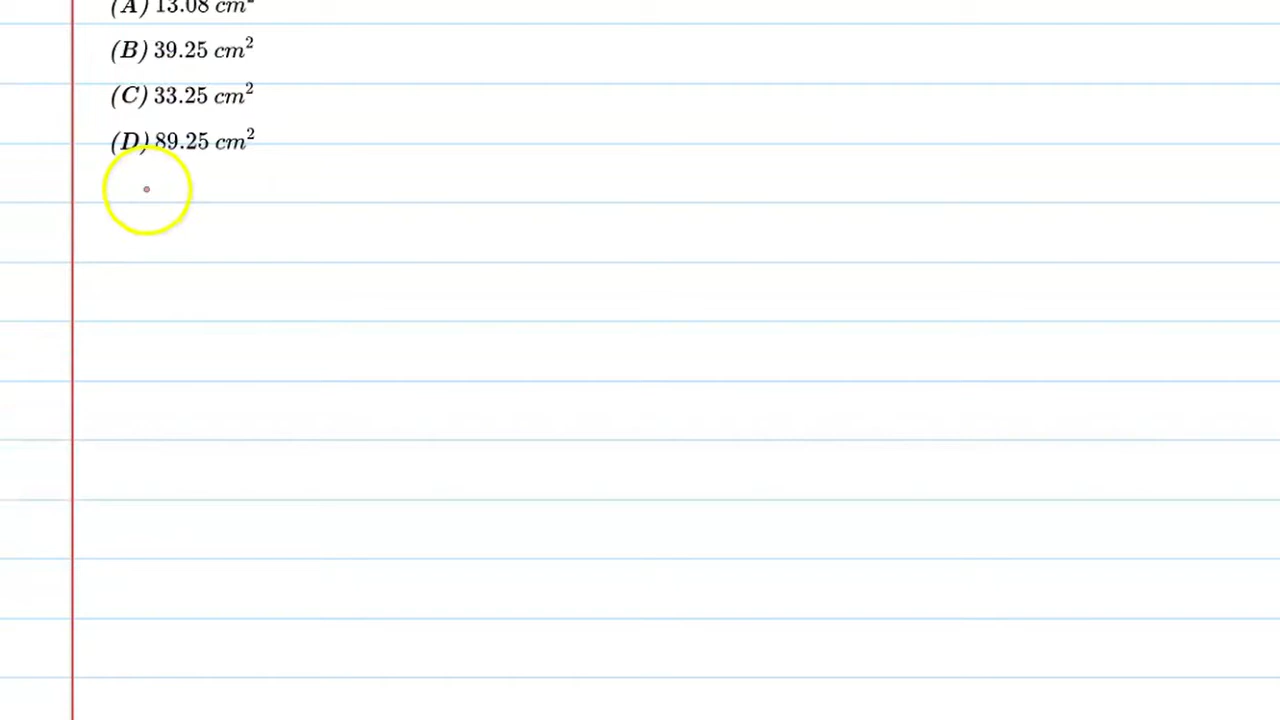 (A) 13.08 cm²
(B) 39.25 cm²
(C) 33.25 cm²
(D) 89.25 cm²